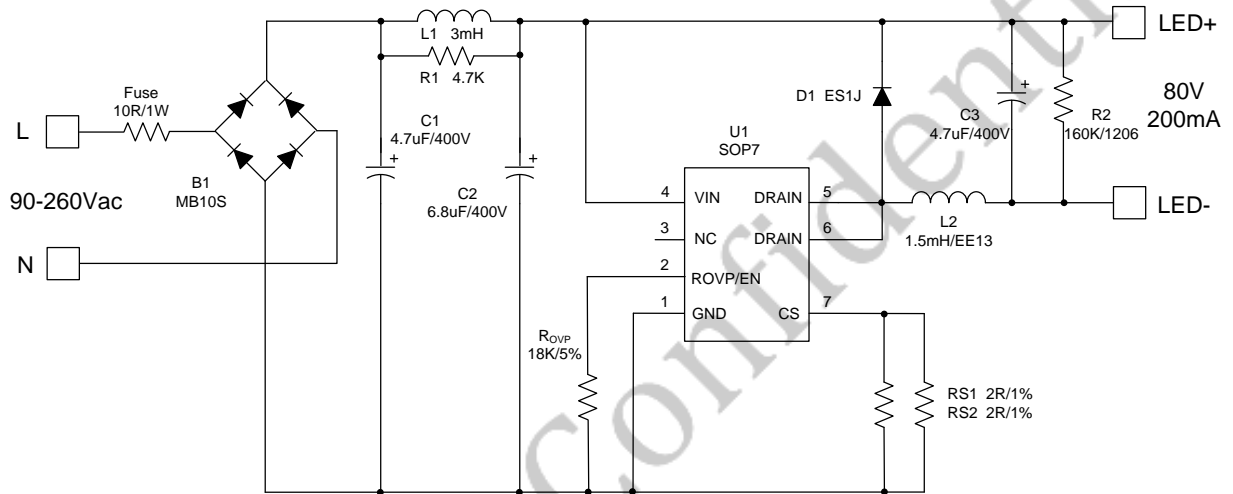 L1 3mH
R1 4.7K
LED+
Fuse
10R/1W
L
B1
MB10S
90-260Vac
N
C1
4.7uF/400V
C2
6.8uF/400V
D1 ES1J
C3
4.7uF/400V
R2
160K/1206
80V
200mA
U1
SOP7
4 VIN DRAIN 5
3 NC DRAIN 6
2 ROVP/EN
1 GND CS 7
L2
1.5mH/EE13
LED-
ROVP
18K/5%
RS1 2R/1%
RS2 2R/1%
+
+
+
Confidenti